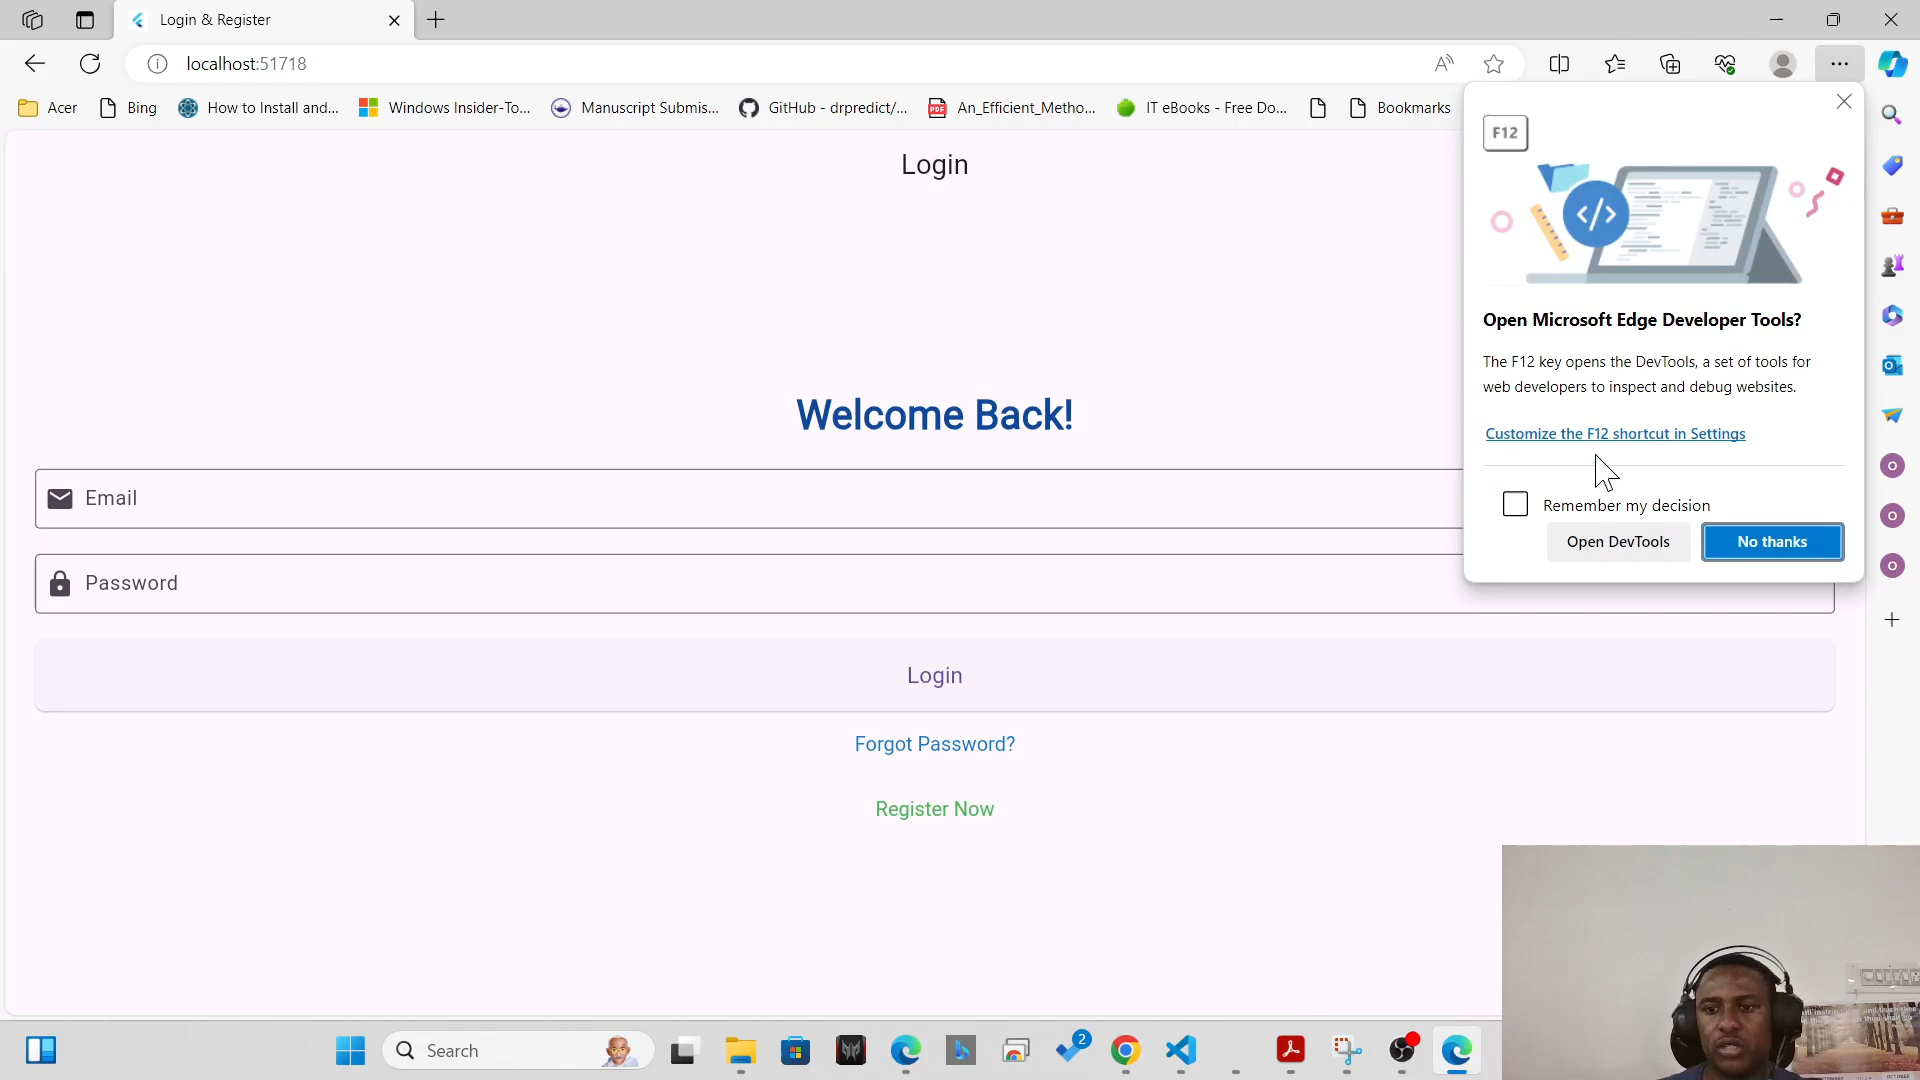 Login & Register
localhost:51718
Acer
Bing
How to Install and...
Windows Insider-To...
Manuscript Submis...
GitHub - drpredict/...
An_Efficient_Metho...
IT eBooks - Free Do...
Bookmarks
Login
Welcome Back!
Email
Password
Login
Forgot Password?
Register Now
F12
</>
Open Microsoft Edge Developer Tools?
The F12 key opens the DevTools, a set of tools for
web developers to inspect and debug websites.
Customize the F12 shortcut in Settings
Remember my decision
Open DevTools
No thanks
O
O
O
Search
2